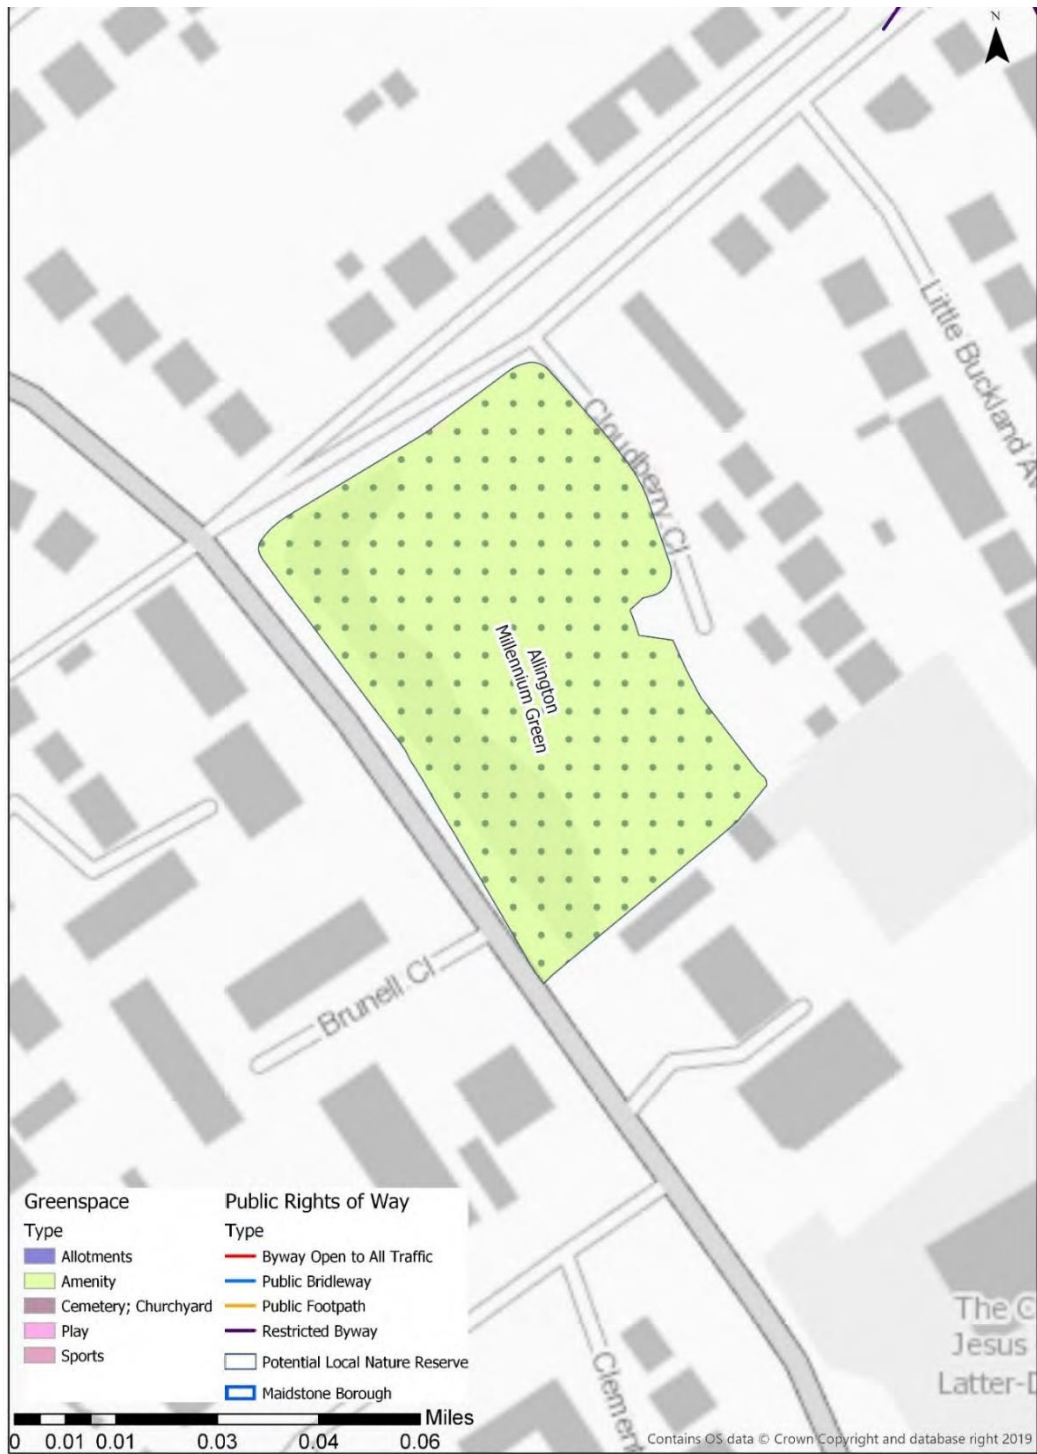 N
Little Buckland Av
Cloudberry Cl
Allington
Millennium Green
Brunell Cl
Clement
The C
Jesus
Latter-D
Greenspace
Type
Allotments
Amenity
Cemetery; Churchyard
Play
Sports
Public Rights of Way
Type
Byway Open to All Traffic
Public Bridleway
Public Footpath
Restricted Byway
Potential Local Nature Reserve
Maidstone Borough
Miles
0 0.01 0.01 0.03 0.04 0.06
Contains OS data © Crown Copyright and database right 2019